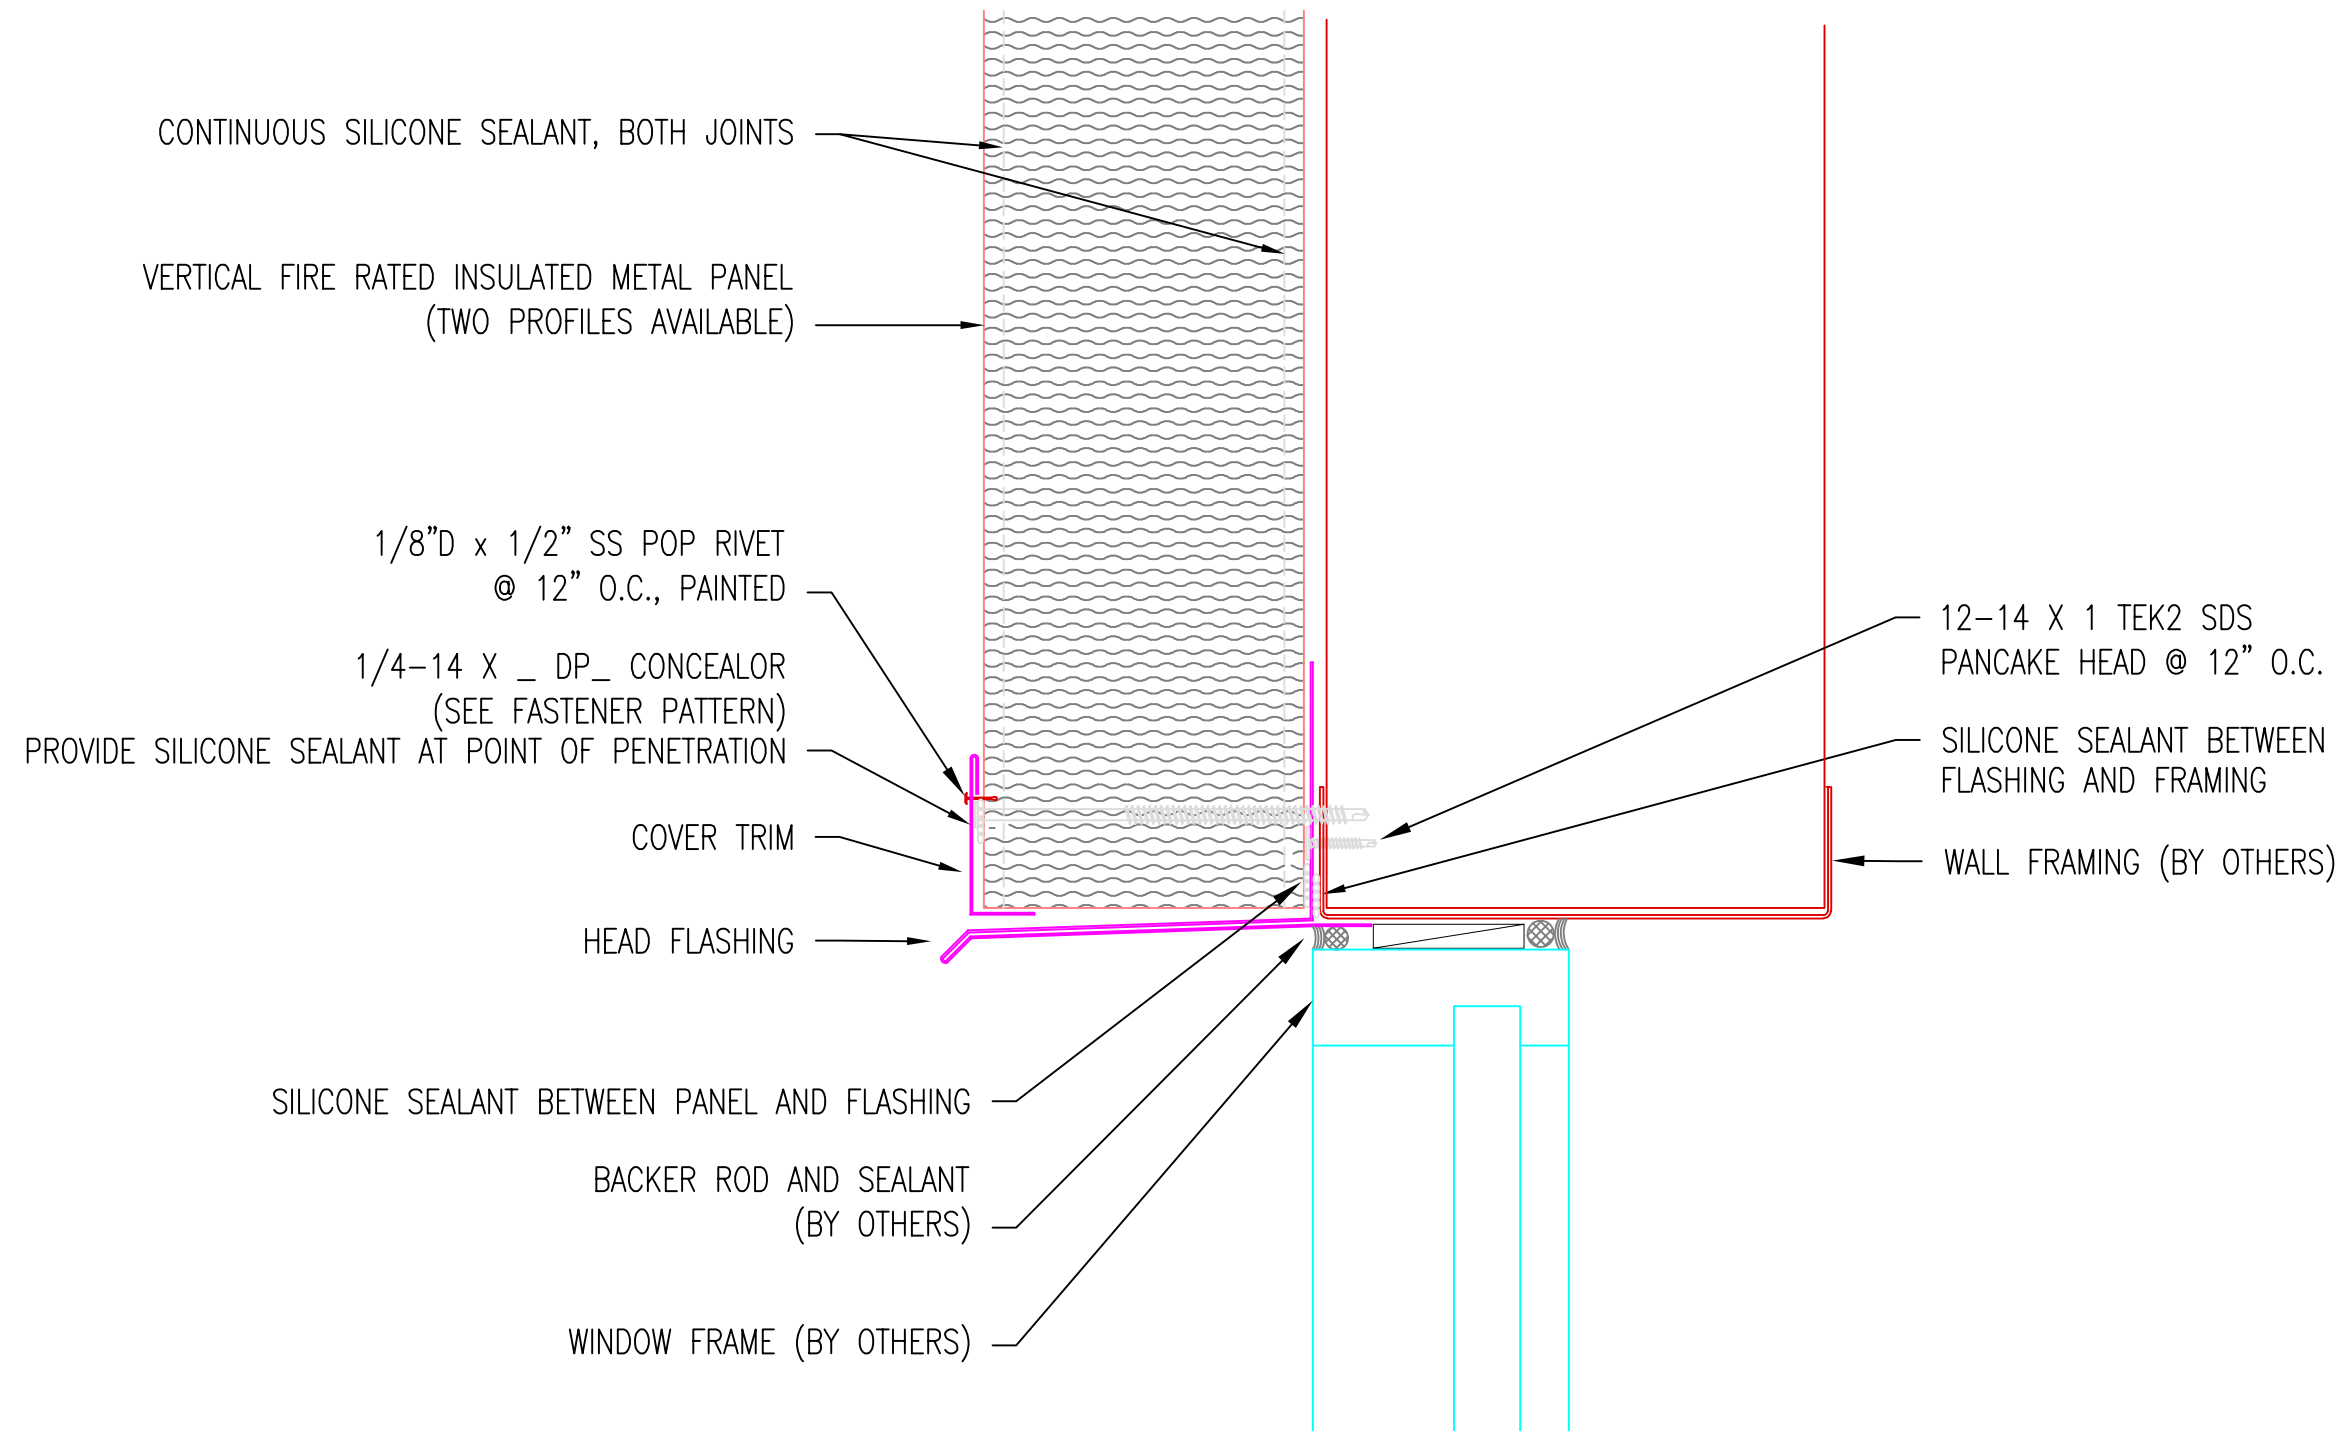 CONTINUOUS SILICONE SEALANT, BOTH JOINTS
VERTICAL FIRE RATED INSULATED METAL PANEL
(TWO PROFILES AVAILABLE)
1/8”D x 1/2” SS POP RIVET
@ 12” O.C., PAINTED
1/4-14 X _ DP_ CONCEALOR
(SEE FASTENER PATTERN)
PROVIDE SILICONE SEALANT AT POINT OF PENETRATION
COVER TRIM
HEAD FLASHING
SILICONE SEALANT BETWEEN PANEL AND FLASHING
BACKER ROD AND SEALANT
(BY OTHERS)
WINDOW FRAME (BY OTHERS)
12-14 X 1 TEK2 SDS
PANCAKE HEAD @ 12” O.C.
SILICONE SEALANT BETWEEN
FLASHING AND FRAMING
WALL FRAMING (BY OTHERS)